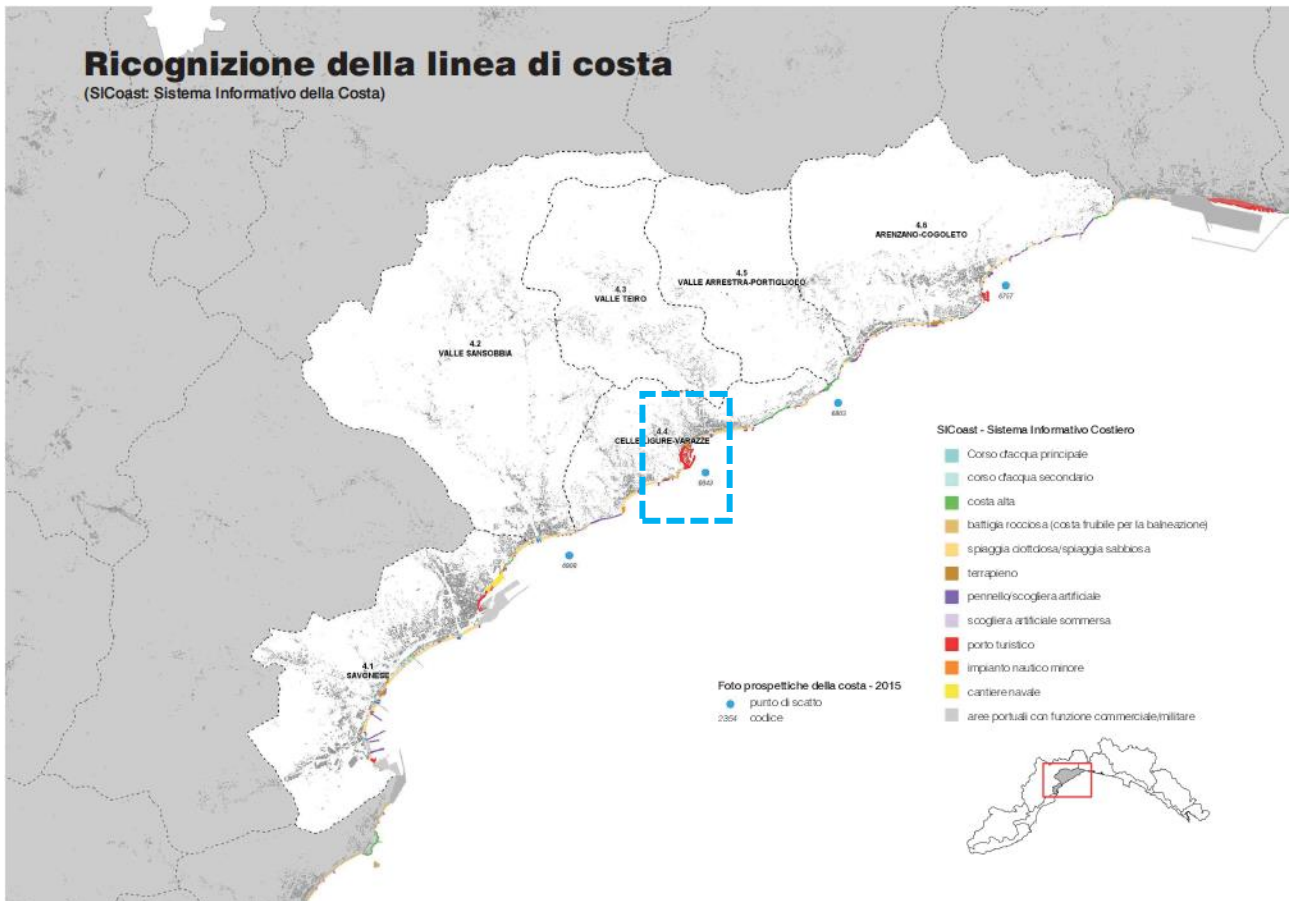 Ricognizione della linea di costa
(SICoast: Sistema Informativo della Costa)
4.6
ARENZANO-COGOLETO
4.5
VALLE ARRESTRA-PORTIGLIOLO
4.3
VALLE TEIRO
6757
4.2
VALLE SANSOBBIA
6803
4.4
CELLE LIGURE-VARAZZE
6849
SICoast - Sistema Informativo Costiero
Corso d'acqua principale
corso d'acqua secondario
costa alta
battigia rocciosa (costa fruibile per la balneazione)
spiaggia ciottolosa/spiaggia sabbiosa
terrapieno
pennello/scogliera artificiale
scogliera artificiale sommersa
porto turistico
impianto nautico minore
cantiere navale
aree portuali con funzione commerciale/militare
4.1
SAVONESE
Foto prospettiche della costa - 2015
punto di scatto
2364 codice